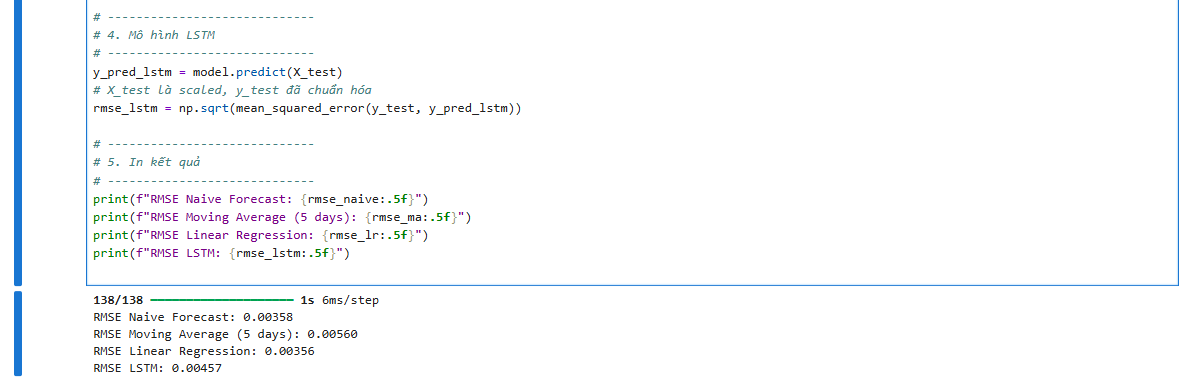 # ----------------------------
# 4. Mô hình LSTM
# ----------------------------
y_pred_lstm = model.predict(X_test)
# X_test là scaled, y_test đã chuẩn hóa
rmse_lstm = np.sqrt(mean_squared_error(y_test, y_pred_lstm))
# ----------------------------
# 5. In kết quả
# ----------------------------
print(f"RMSE Naive Forecast: {rmse_naive:.5f}")
print(f"RMSE Moving Average (5 days): {rmse_ma:.5f}")
print(f"RMSE Linear Regression: {rmse_lr:.5f}")
print(f"RMSE LSTM: {rmse_lstm:.5f}")
138/138 ━━━━━━━━━━━━━━━━━━━━ 1s 6ms/step
RMSE Naive Forecast: 0.00358
RMSE Moving Average (5 days): 0.00560
RMSE Linear Regression: 0.00356
RMSE LSTM: 0.00457